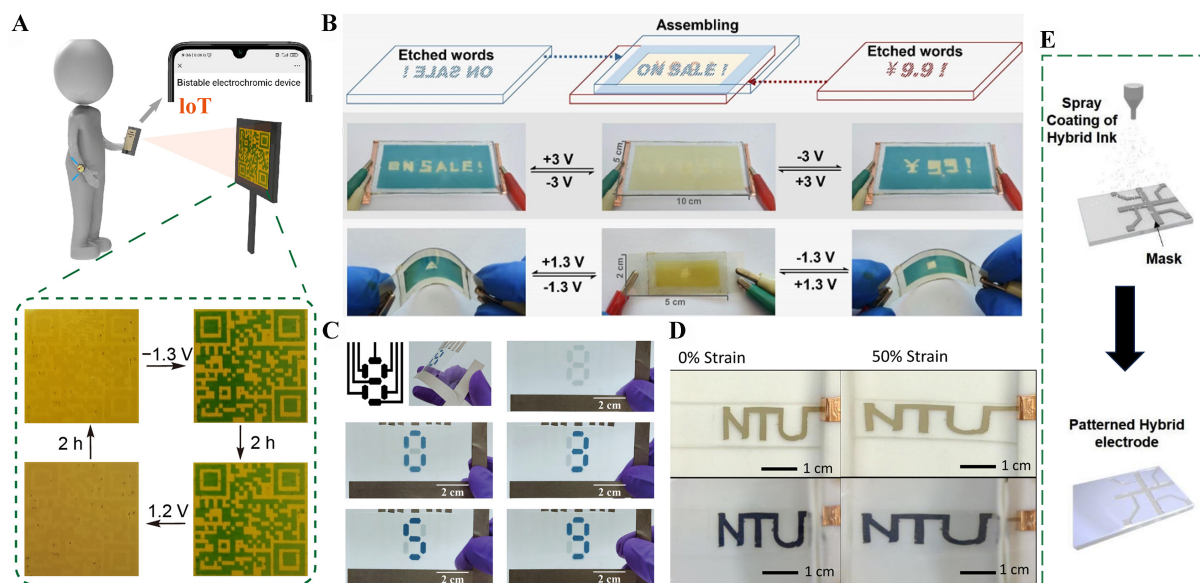 A
Bistable electrochromic device
IoT
−1.3 V
2 h
2 h
1.2 V
B
Assembling
Etched words
ON SALE !
ON SALE !
Etched words
¥ 9.9 !
ON SALE!
+3 V
-3 V
5 cm
10 cm
-3 V
+3 V
+1.3 V
-1.3 V
2 cm
5 cm
-1.3 V
+1.3 V
C
2 cm
2 cm
2 cm
2 cm
2 cm
D
0% Strain
50% Strain
NTU
1 cm
NTU
1 cm
NTU
1 cm
NTU
1 cm
E
Spray
Coating of
Hybrid Ink
Mask
Patterned Hybrid
electrode